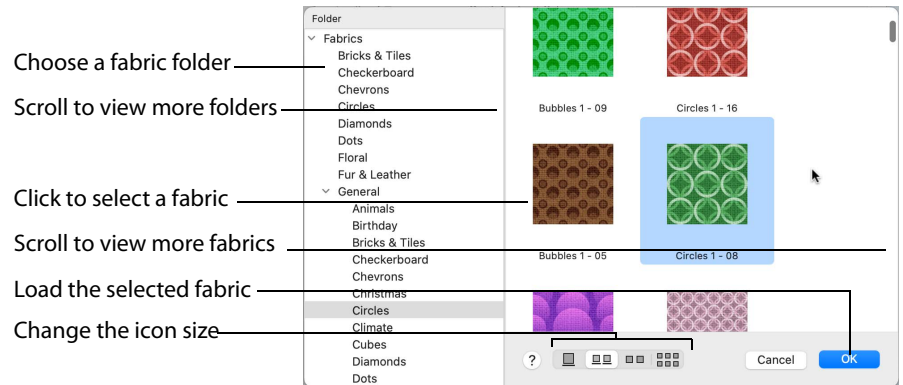 Choose a fabric folder
Scroll to view more folders
Click to select a fabric
Scroll to view more fabrics
Load the selected fabric
Change the icon size
Folder
Fabrics
Bricks & Tiles
Checkerboard
Chevrons
Circles
Diamonds
Dots
Floral
Fur & Leather
General
Animals
Birthday
Bricks & Tiles
Checkerboard
Chevrons
Christmas
Circles
Climate
Cubes
Diamonds
Dots
Bubbles 1 - 09
Circles 1 - 16
Bubbles 1 - 05
Circles 1 - 08
?
Cancel
OK